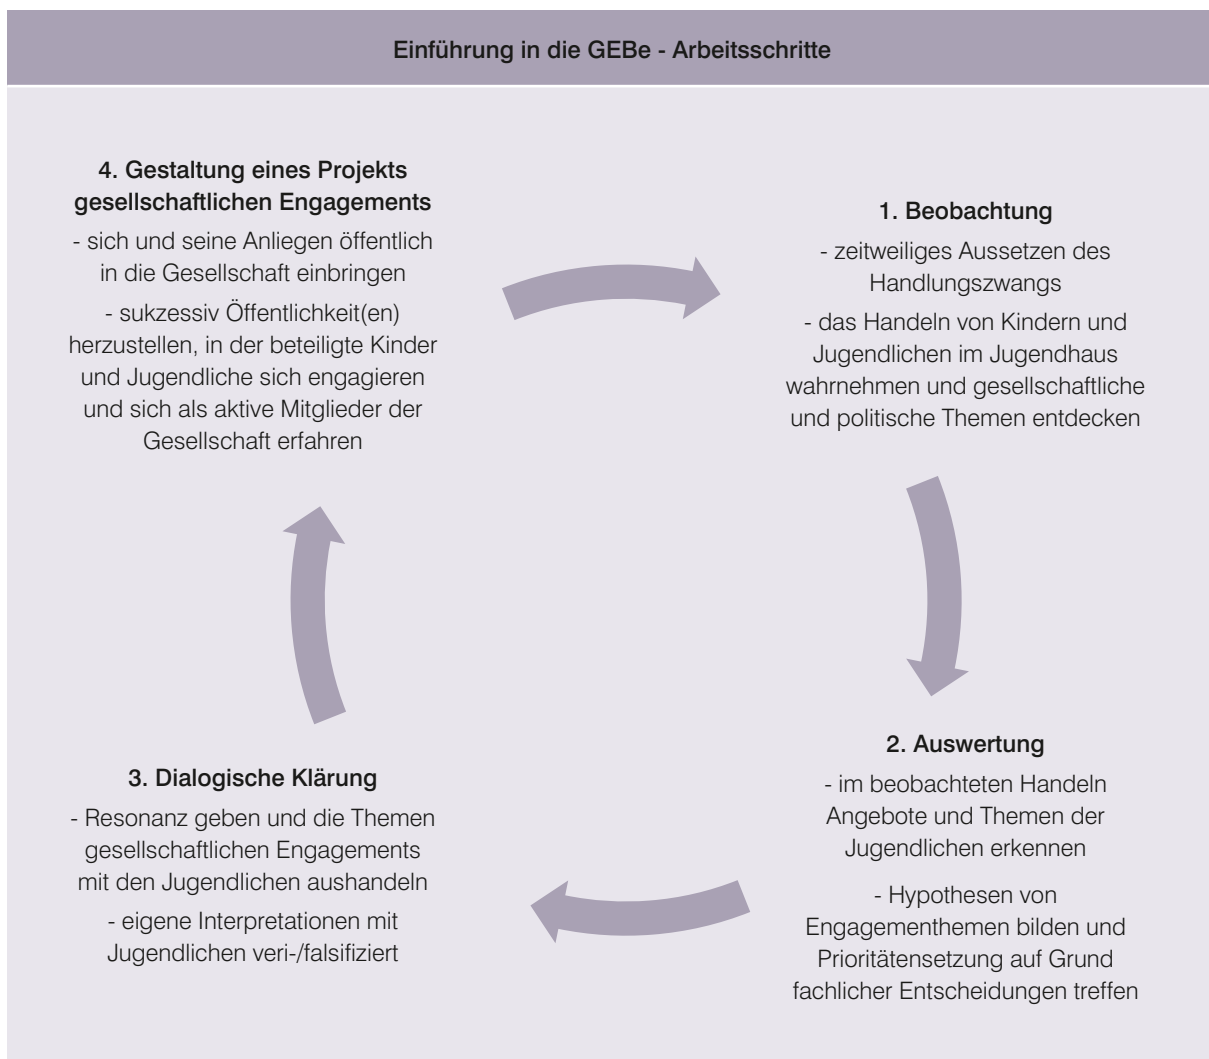 Einführung in die GEBe - Arbeitsschritte
4. Gestaltung eines Projekts
gesellschaftlichen Engagements
- sich und seine Anliegen öffentlich
in die Gesellschaft einbringen
- sukzessiv Öffentlichkeit(en)
herzustellen, in der beteiligte Kinder
und Jugendliche sich engagieren
und sich als aktive Mitglieder der
Gesellschaft erfahren
1. Beobachtung
- zeitweiliges Aussetzen des
Handlungszwangs
- das Handeln von Kindern und
Jugendlichen im Jugendhaus
wahrnehmen und gesellschaftliche
und politische Themen entdecken
2. Auswertung
- im beobachteten Handeln
Angebote und Themen der
Jugendlichen erkennen
- Hypothesen von
Engagementhemen bilden und
Prioritätensetzung auf Grund
fachlicher Entscheidungen treffen
3. Dialogische Klärung
- Resonanz geben und die Themen
gesellschaftlichen Engagements
mit den Jugendlichen aushandeln
- eigene Interpretationen mit
Jugendlichen veri-/falsifiziert